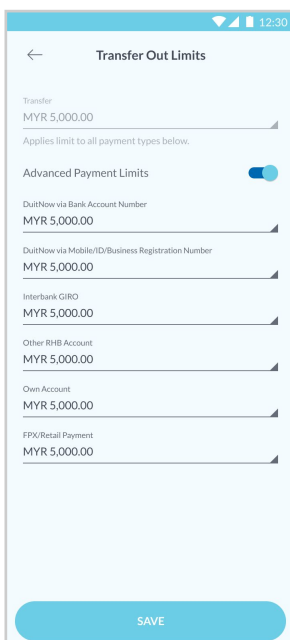 12:30
Transfer Out Limits
Transfer
MYR 5,000.00
Applies limit to all payment types below.
Advanced Payment Limits
DuitNow via Bank Account Number
MYR 5,000.00
DuitNow via Mobile/ID/Business Registration Number
MYR 5,000.00
Interbank GIRO
MYR 5,000.00
Other RHB Account
MYR 5,000.00
Own Account
MYR 5,000.00
FPX/Retail Payment
MYR 5,000.00
SAVE